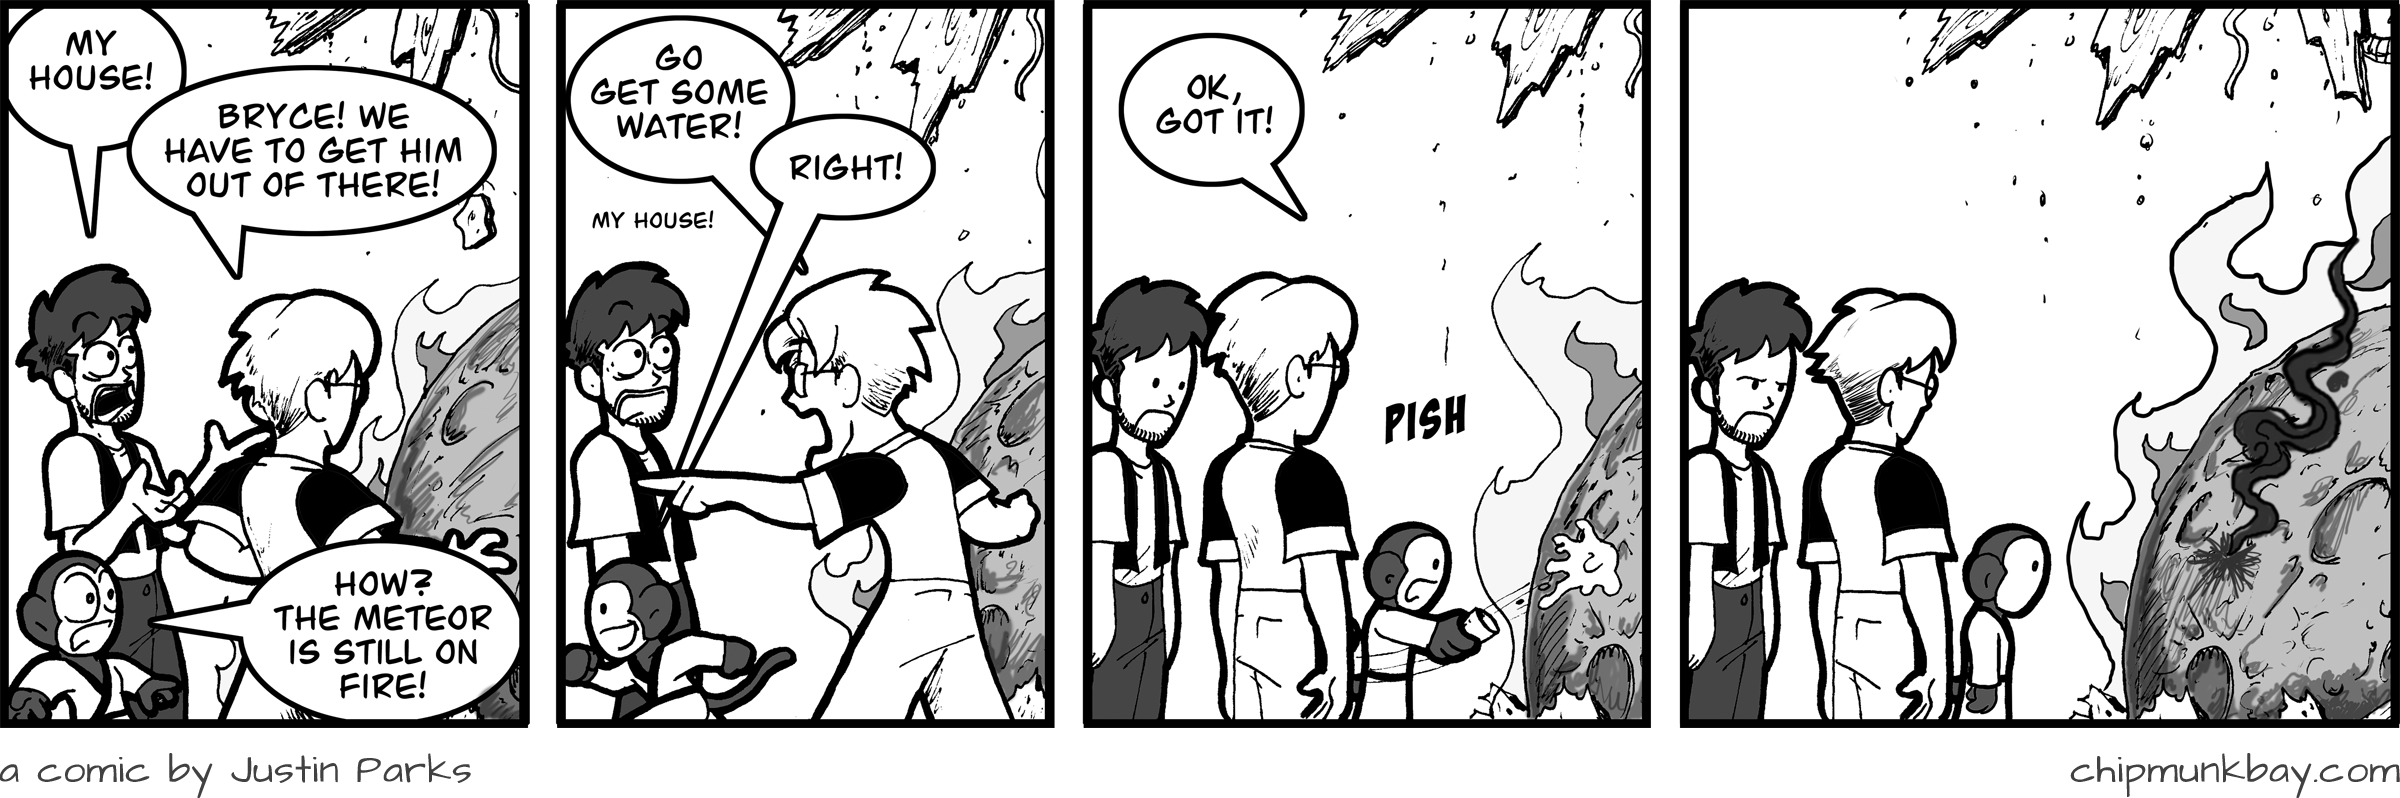 MY
HOUSE!
BRYCE! WE
HAVE TO GET HIM
OUT OF THERE!
HOW?
THE METEOR
IS STILL ON
FIRE!
GO
GET SOME
WATER!
RIGHT!
MY HOUSE!
OK,
GOT IT!
PISH
a comic by Justin Parks
chipmunkbay.com